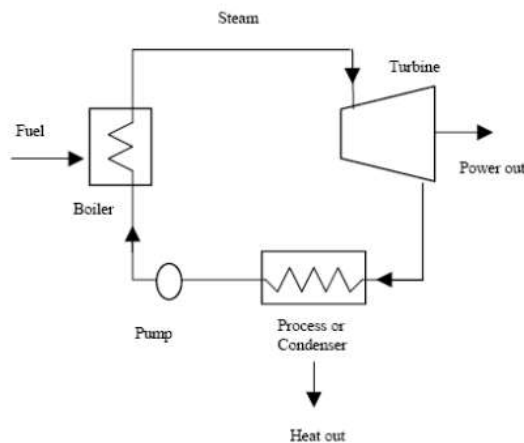 Steam
Turbine
Fuel
Power out
Boiler
Pump
Process or
Condenser
Heat out